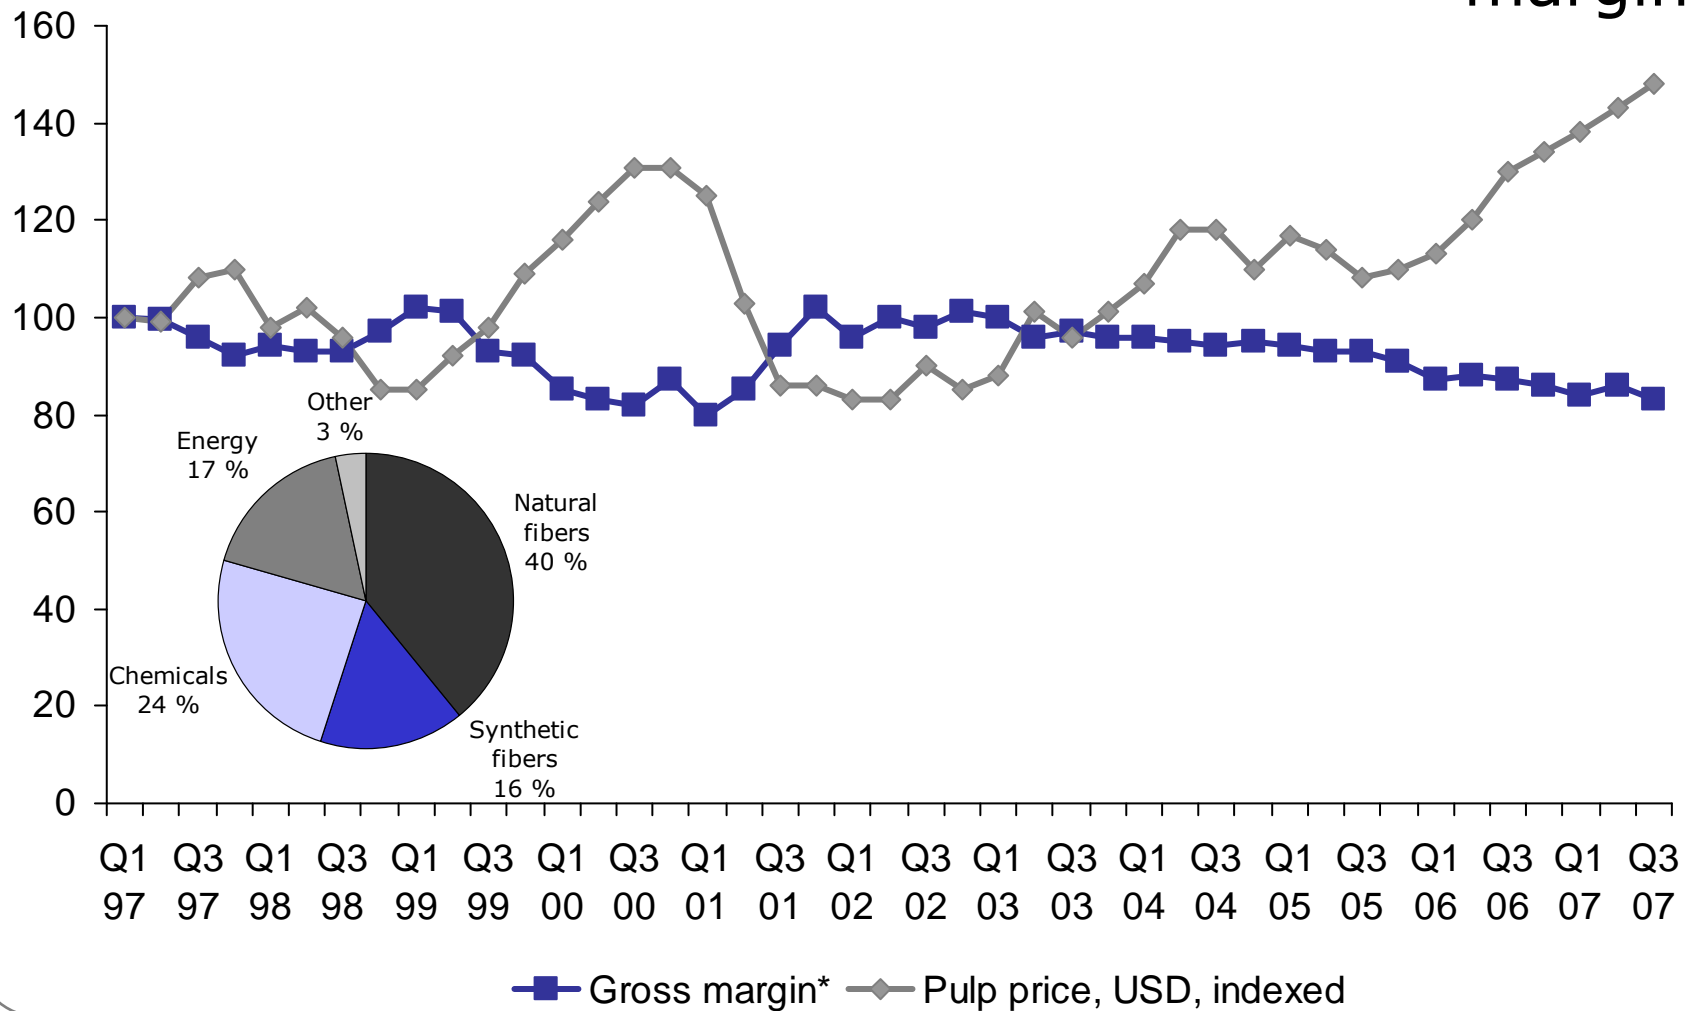 margin
160
140
120
100
80
60
40
20
0
Other
3 %
Energy
17 %
Natural
fibers
40 %
Chemicals
24 %
Synthetic
fibers
16 %
Q1 Q3 Q1 Q3 Q1 Q3 Q1 Q3 Q1 Q3 Q1 Q3 Q1 Q3 Q1 Q3 Q1 Q3 Q1 Q3 Q1 Q3
97 97 98 98 99 99 00 00 01 01 02 02 03 03 04 04 05 05 06 06 07 07
Gross margin* Pulp price, USD, indexed